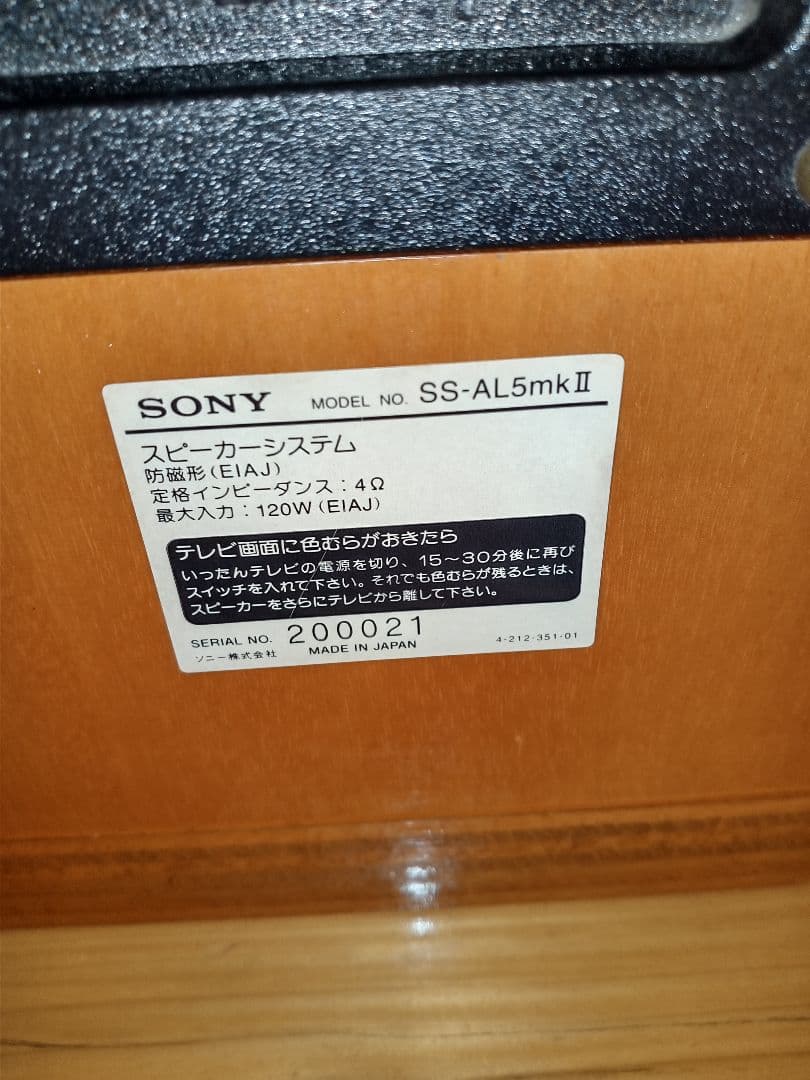 SONY MODEL NO. SS-AL5mkⅡ
スピーカーシステム
防磁形(EIAJ)
定格インピーダンス：4Ω
最大入力：120W(EIAJ)
テレビ画面に色むらがおきたら
いったんテレビの電源を切り、15～30分後に再び
スイッチを入れて下さい。それでも色むらが残るときは、
スピーカーをさらにテレビから離して下さい。
SERIAL NO. 200021
ソニー株式会社 MADE IN JAPAN 4-212-351-01